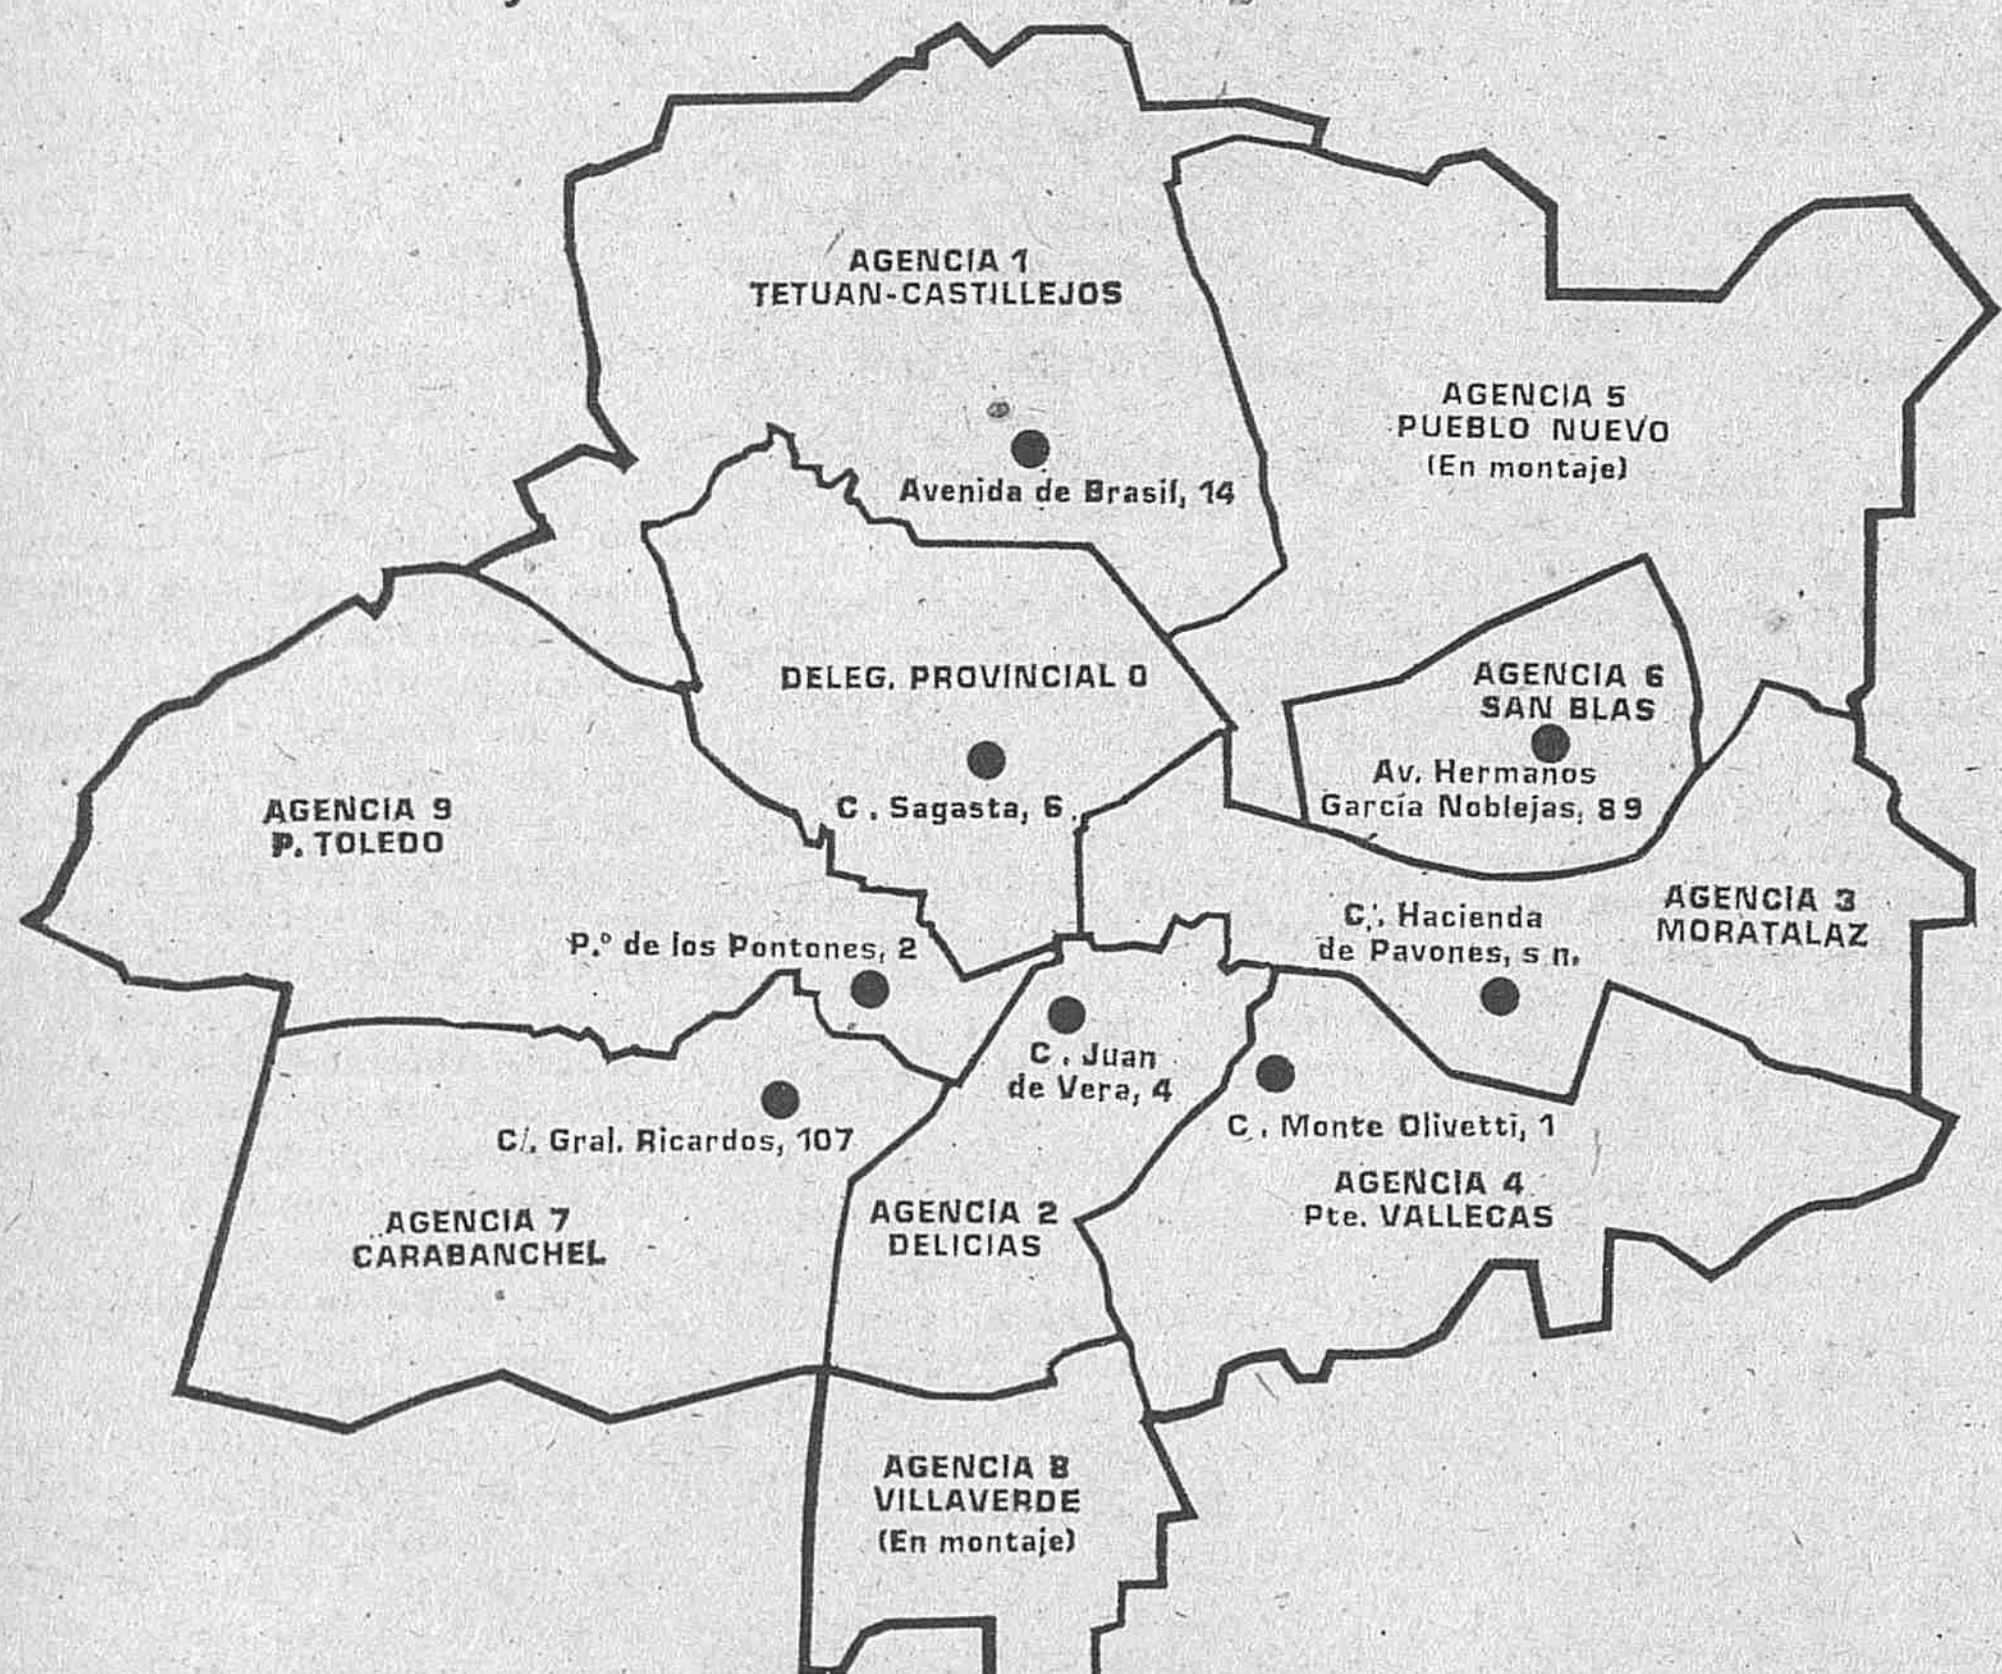 AGENCIA 1
TETUAN-CASTILLEJOS
Avenida de Brasil, 14
AGENCIA 5
PUEBLO NUEVO
(En montaje)
DELEG. PROVINCIAL 0
C. Sagasta, 6.
AGENCIA 6
SAN BLAS
Av. Hermanos
García Noblejas, 89
AGENCIA 9
P. TOLEDO
P.º de los Pontones, 2
C. Hacienda
de Pavones, s n.
AGENCIA 3
MORATALAZ
C. Juan
de Vera, 4
C/. Gral. Ricardos, 107
C. Monte Olivetti, 1
AGENCIA 4
Pte. VALLECAS
AGENCIA 7
CARABANCHEL
AGENCIA 2
DELICIAS
AGENCIA 8
VILLAVERDE
(En montaje)